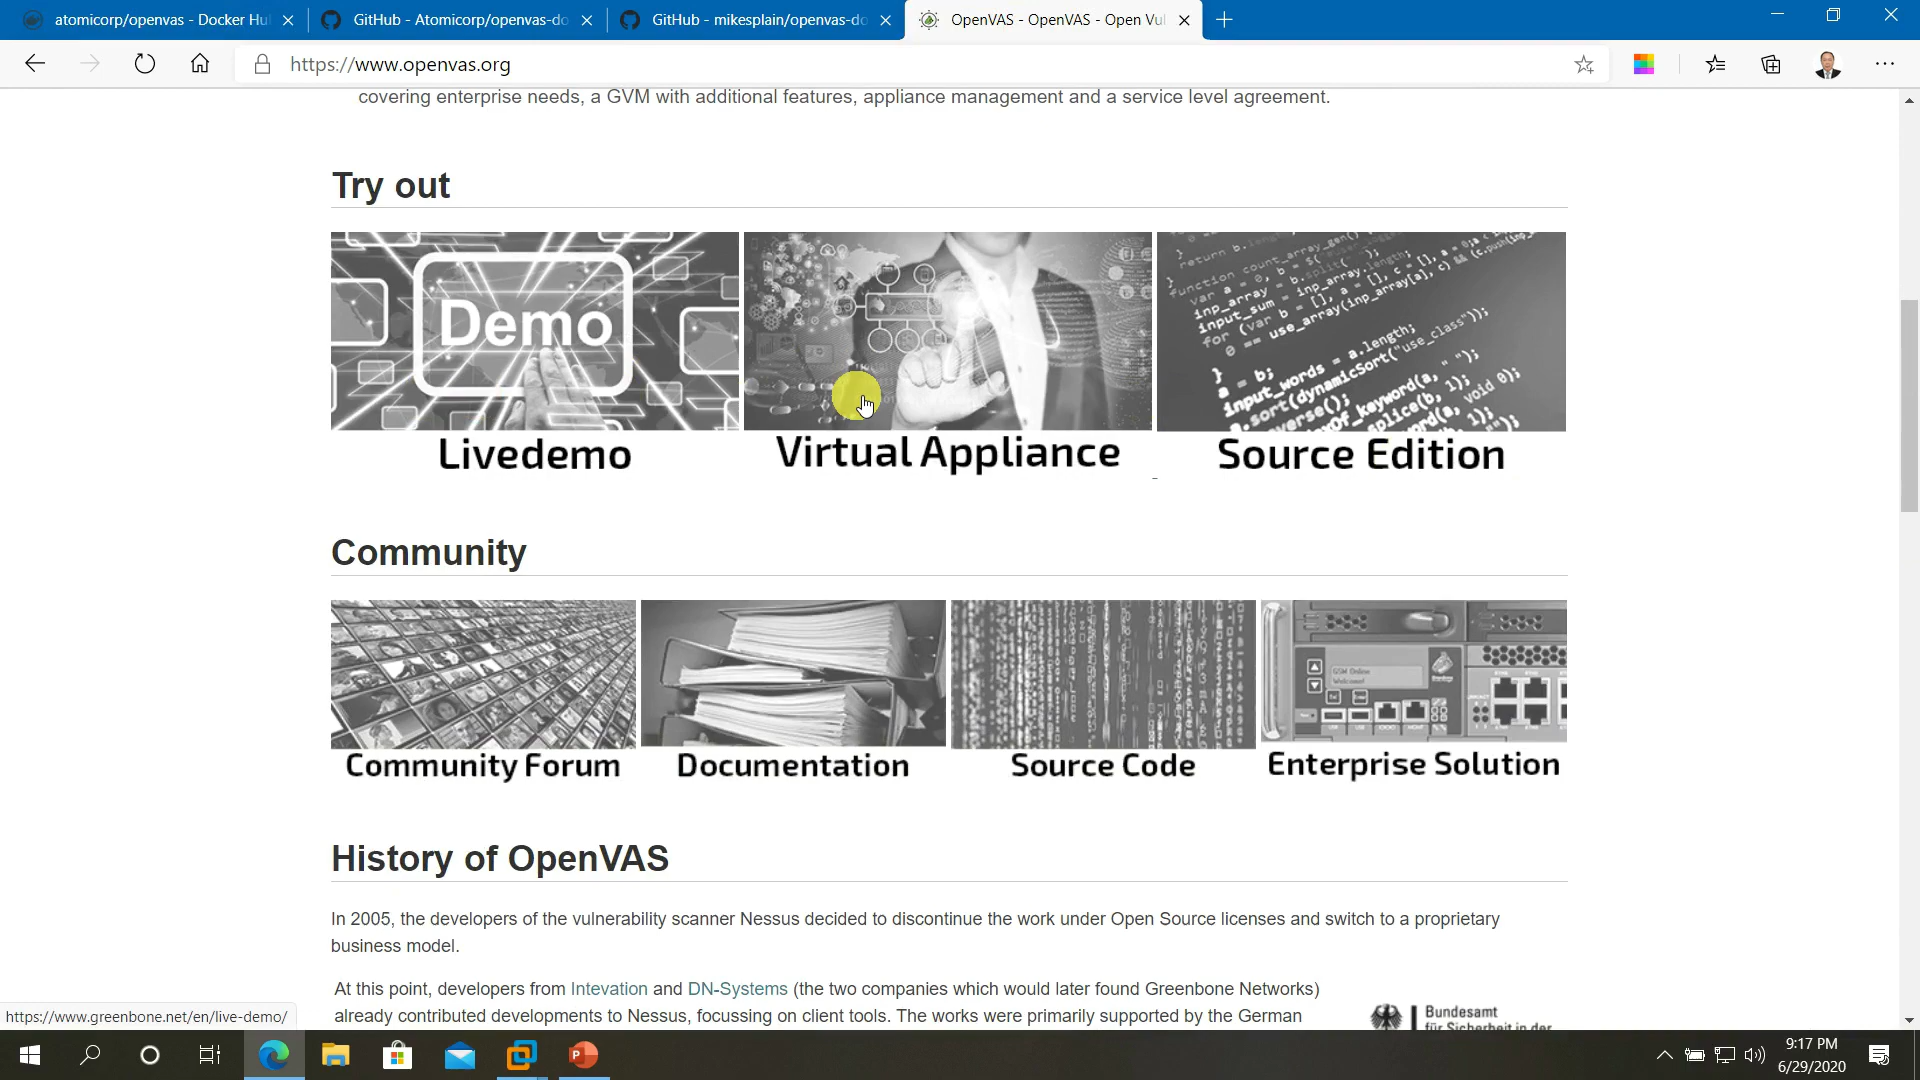 atomicorp/openvas - Docker Hu
GitHub - Atomicorp/openvas-do
GitHub - mikesplain/openvas-do
OpenVAS - OpenVAS - Open Vul
https://www.openvas.org
covering enterprise needs, a GVM with additional features, appliance management and a service level agreement.
Try out
Demo
Livedemo
Virtual Appliance
Source Edition
Community
Community Forum
Documentation
Source Code
Enterprise Solution
History of OpenVAS
In 2005, the developers of the vulnerability scanner Nessus decided to discontinue the work under Open Source licenses and switch to a proprietary
business model.
At this point, developers from Intevation and DN-Systems (the two companies which would later found Greenbone Networks)
already contributed developments to Nessus, focussing on client tools. The works were primarily supported by the German
Bundesamt
für Sicherheit in der
https://www.greenbone.net/en/live-demo/
9:17 PM
6/29/2020